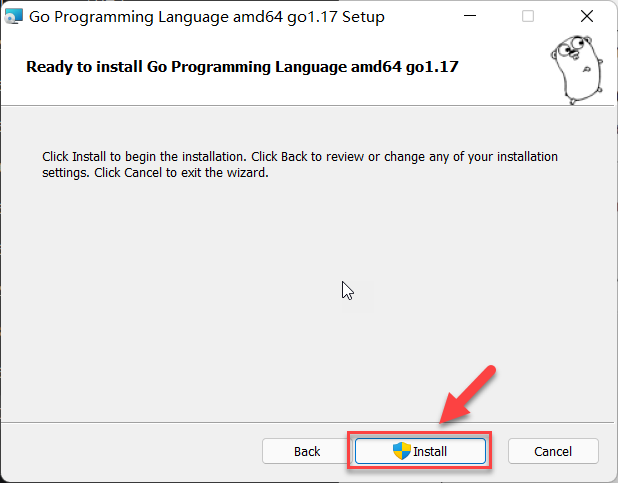 Go Programming Language amd64 go1.17 Setup
Ready to install Go Programming Language amd64 go1.17
Click Install to begin the installation. Click Back to review or change any of your installation
settings. Click Cancel to exit the wizard.
Back Install Cancel